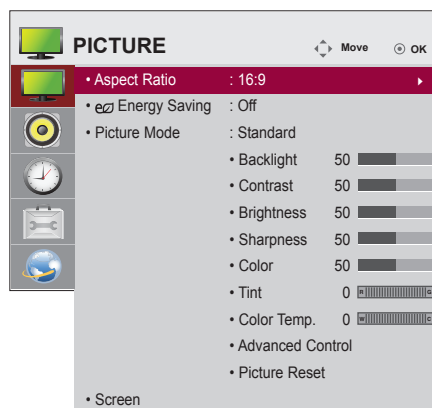 PICTURE Move OK
• Aspect Ratio : 16:9
• Energy Saving : Off
• Picture Mode : Standard
• Backlight 50
• Contrast 50
• Brightness 50
• Sharpness 50
• Color 50
• Tint 0 R G
• Color Temp. 0 W C
• Advanced Control
• Picture Reset
• Screen